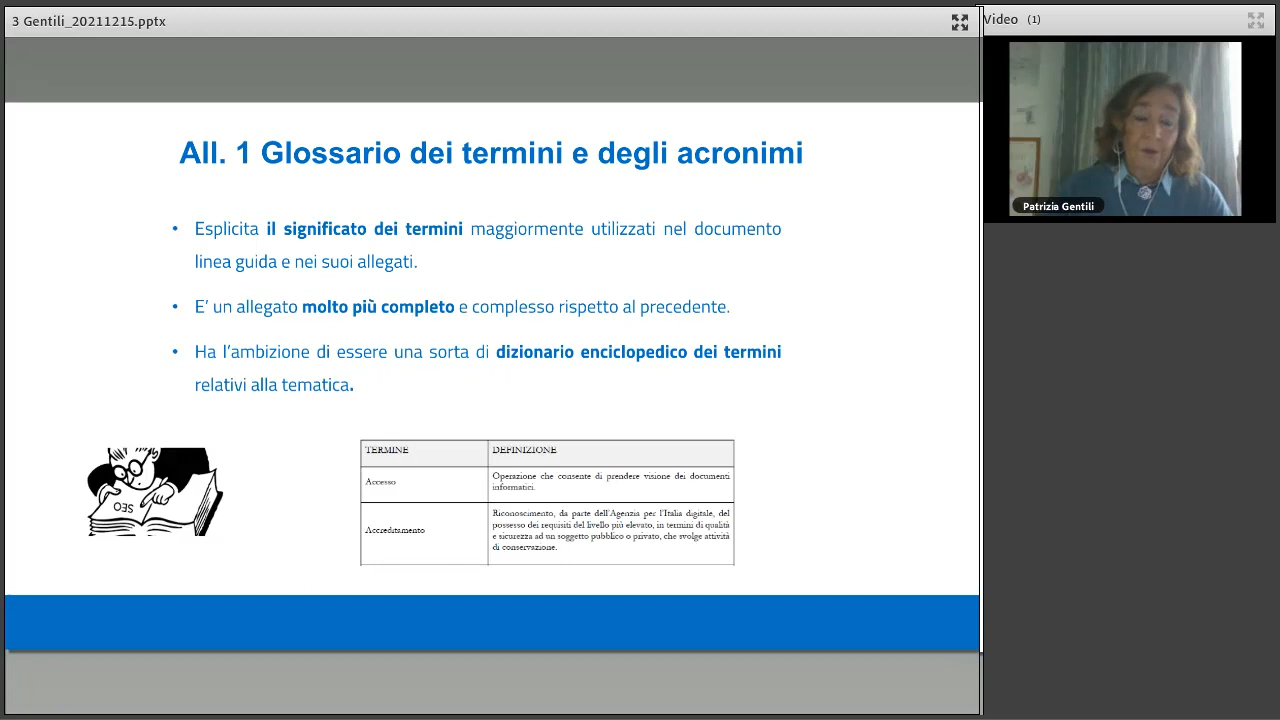 3 Gentili_20211215.pptx
Video (1)
Patrizia Gentili
All. 1 Glossario dei termini e degli acronimi
• Esplicita il significato dei termini maggiormente utilizzati nel documento
linea guida e nei suoi allegati.
• E’ un allegato molto più completo e complesso rispetto al precedente.
• Ha l’ambizione di essere una sorta di dizionario enciclopedico dei termini
relativi alla tematica.
SEO
TERMINE DEFINIZIONE
Accesso
Operazione che consente di prendere visione dei documenti
informatici.
Accreditamento
Riconoscimento, da parte dell’Agenzia per l’Italia digitale, del
possesso dei requisiti del livello più elevato, in termini di qualità
e sicurezza ad un soggetto pubblico o privato, che svolge attività
di conservazione.